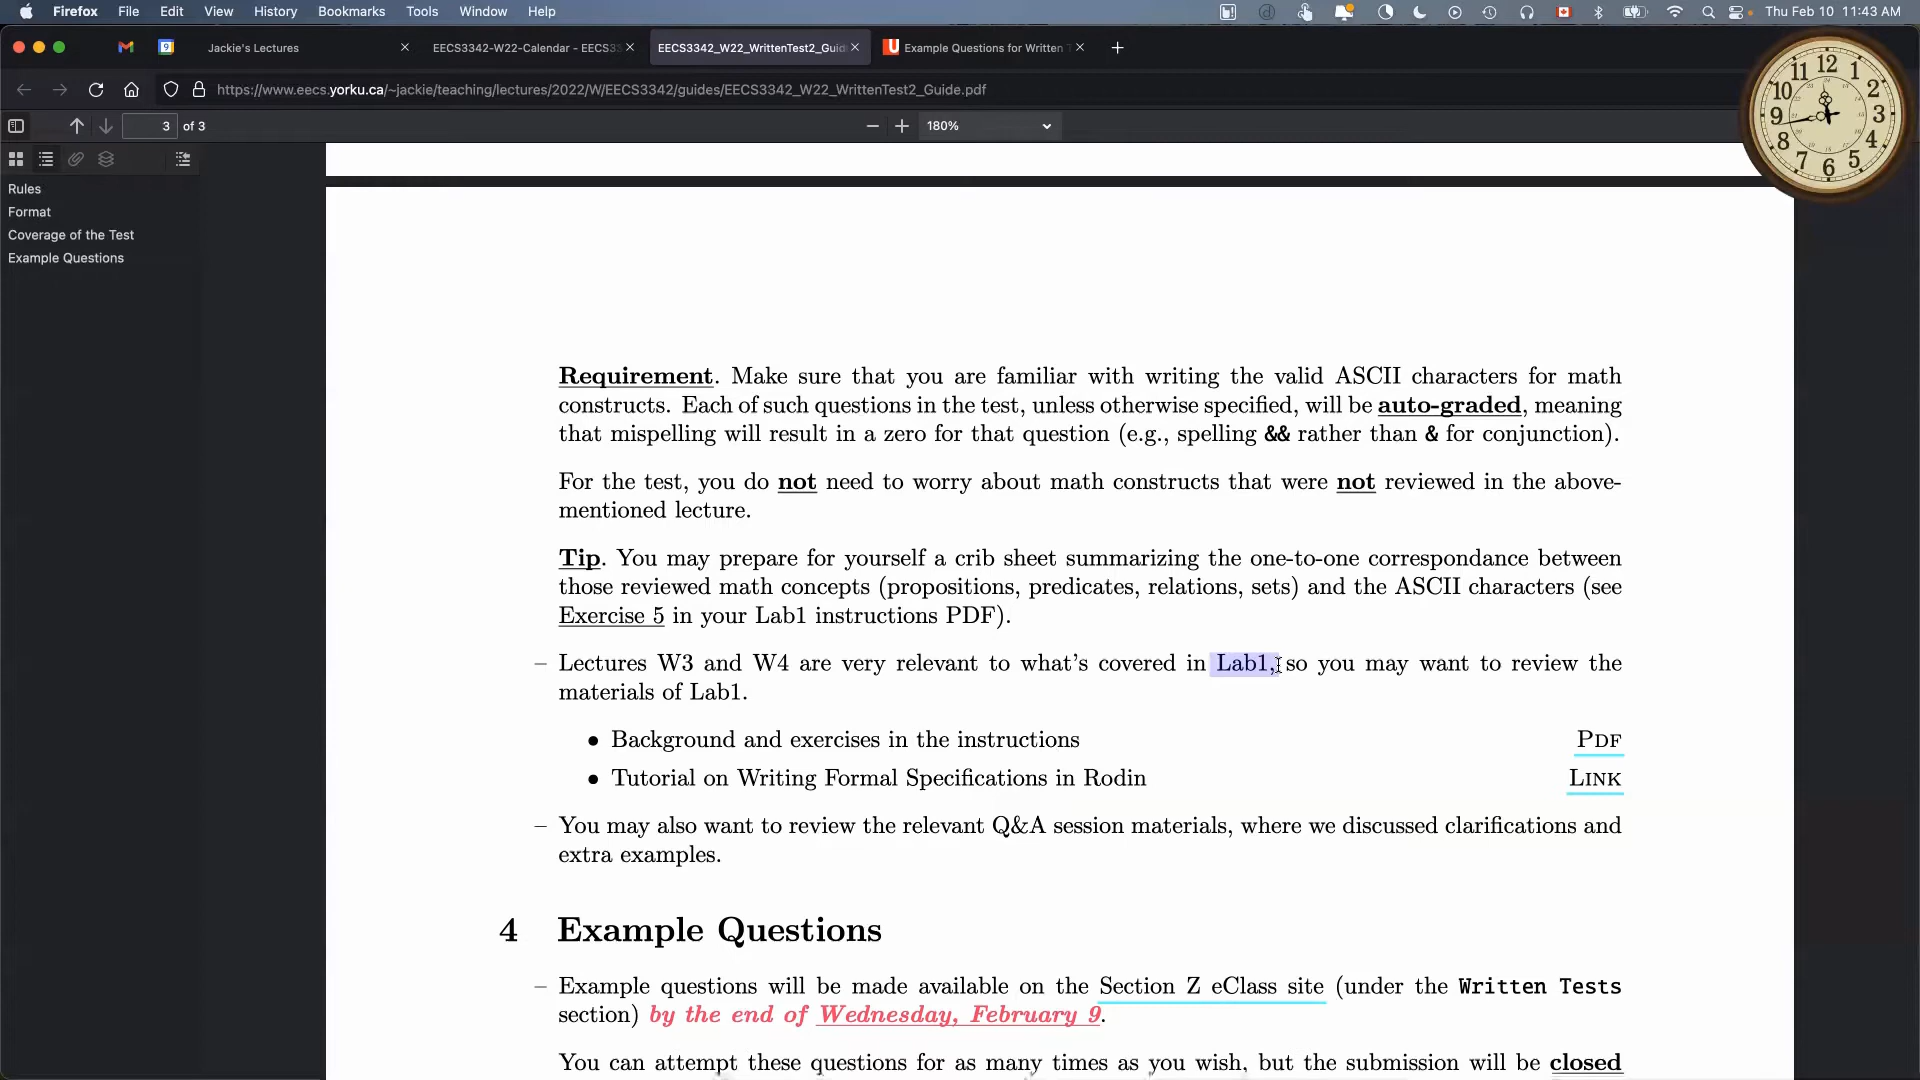 Firefox File Edit View History Bookmarks Tools Window Help Thu Feb 10 11:43 AM
Jackie's Lectures EECS3342-W22-Calendar - EECS3 EECS3342_W22_WrittenTest2_Guid Example Questions for Written T
https://www.eecs.yorku.ca/~jackie/teaching/lectures/2022/W/EECS3342/guides/EECS3342_W22_WrittenTest2_Guide.pdf
3 of 3 180%
Rules
Format
Coverage of the Test
Example Questions
11 12 1
10 2
9 3
8 4
7 6 5
Requirement. Make sure that you are familiar with writing the valid ASCII characters for math
constructs. Each of such questions in the test, unless otherwise specified, will be auto-graded, meaning
that mispelling will result in a zero for that question (e.g., spelling && rather than & for conjunction).
For the test, you do not need to worry about math constructs that were not reviewed in the above-
mentioned lecture.
Tip. You may prepare for yourself a crib sheet summarizing the one-to-one correspondance between
those reviewed math concepts (propositions, predicates, relations, sets) and the ASCII characters (see
Exercise 5 in your Lab1 instructions PDF).
– Lectures W3 and W4 are very relevant to what's covered in Lab1, so you may want to review the
materials of Lab1.
• Background and exercises in the instructions PDF
• Tutorial on Writing Formal Specifications in Rodin LINK
– You may also want to review the relevant Q&A session materials, where we discussed clarifications and
extra examples.
4 Example Questions
– Example questions will be made available on the Section Z eClass site (under the Written Tests
section) by the end of Wednesday, February 9.
You can attempt these questions for as many times as you wish, but the submission will be closed